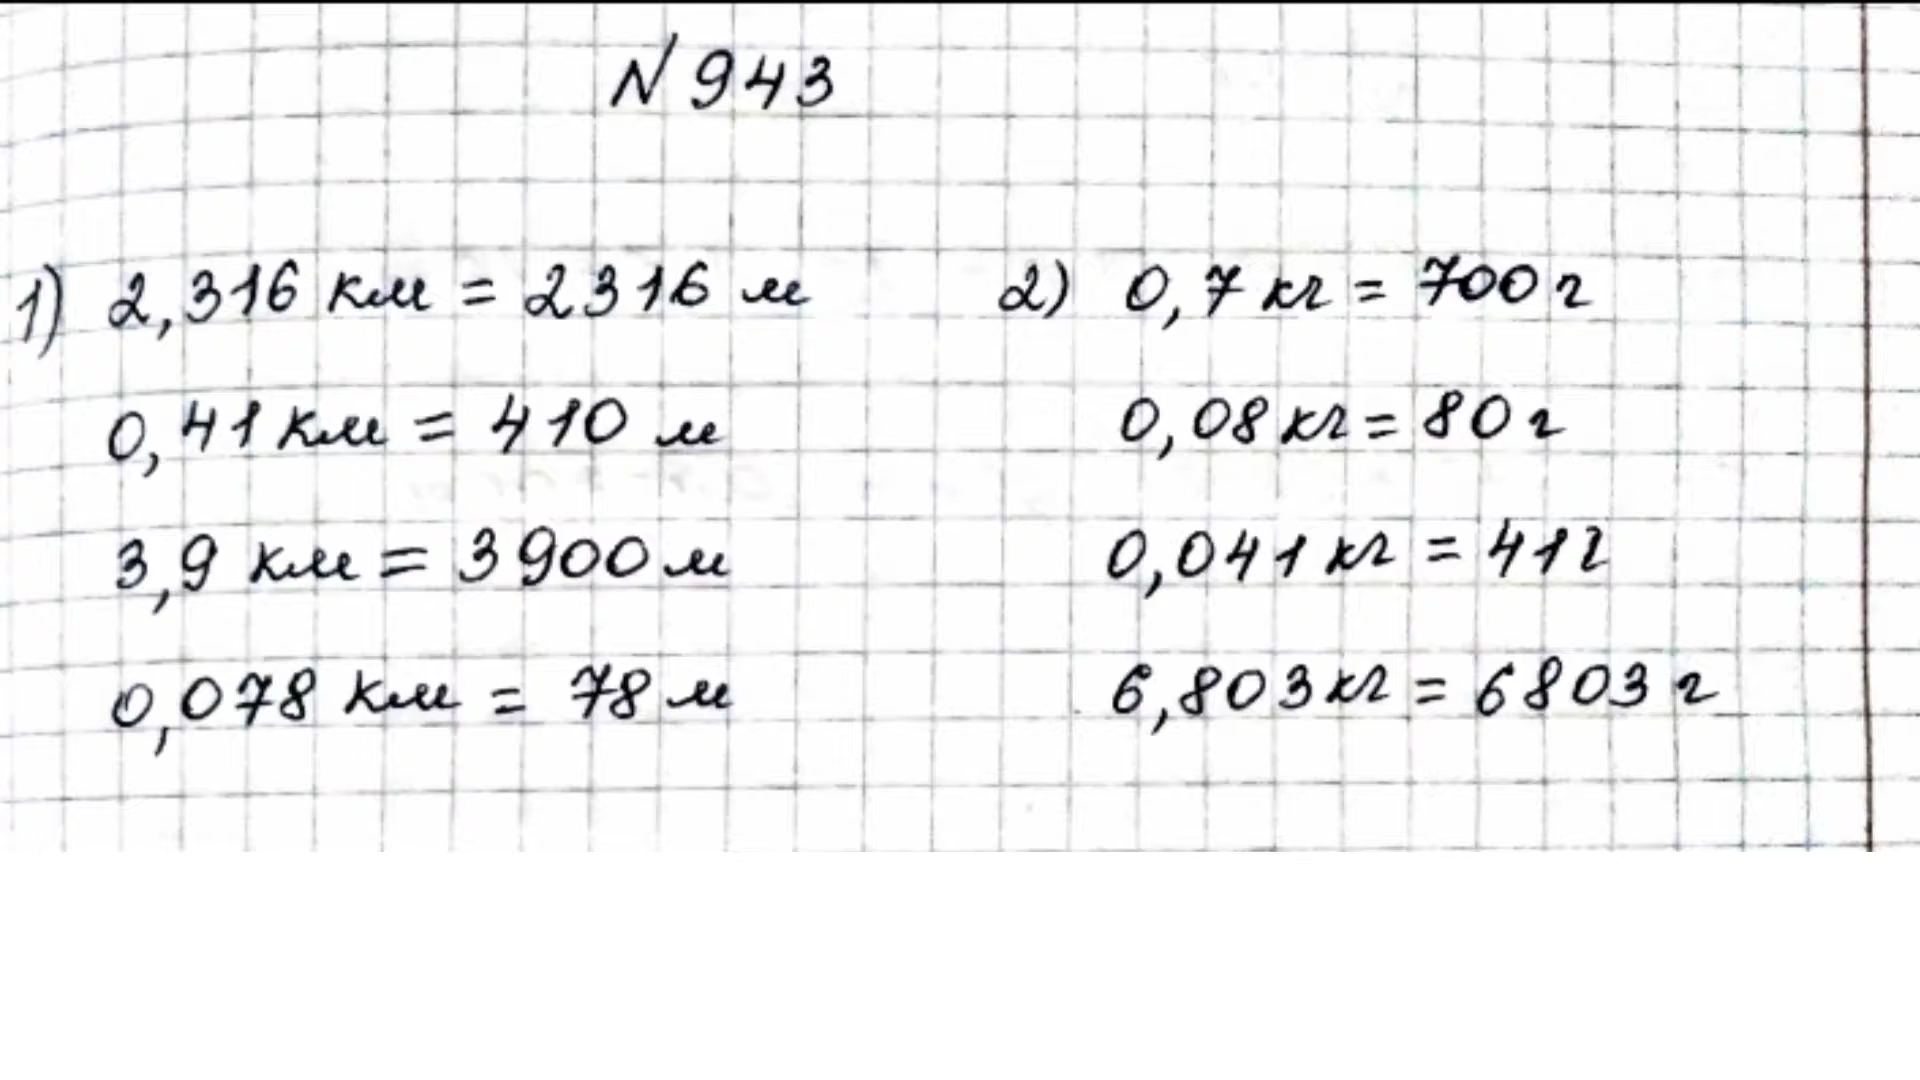 N 943
1) 2,316 км = 2316 м
0,41 км = 410 м
3,9 км = 3900 м
0,078 км = 78 м
2) 0,7 кг = 700 г
0,08 кг = 80 г
0,041 кг = 41 г
6,803 кг = 6803 г